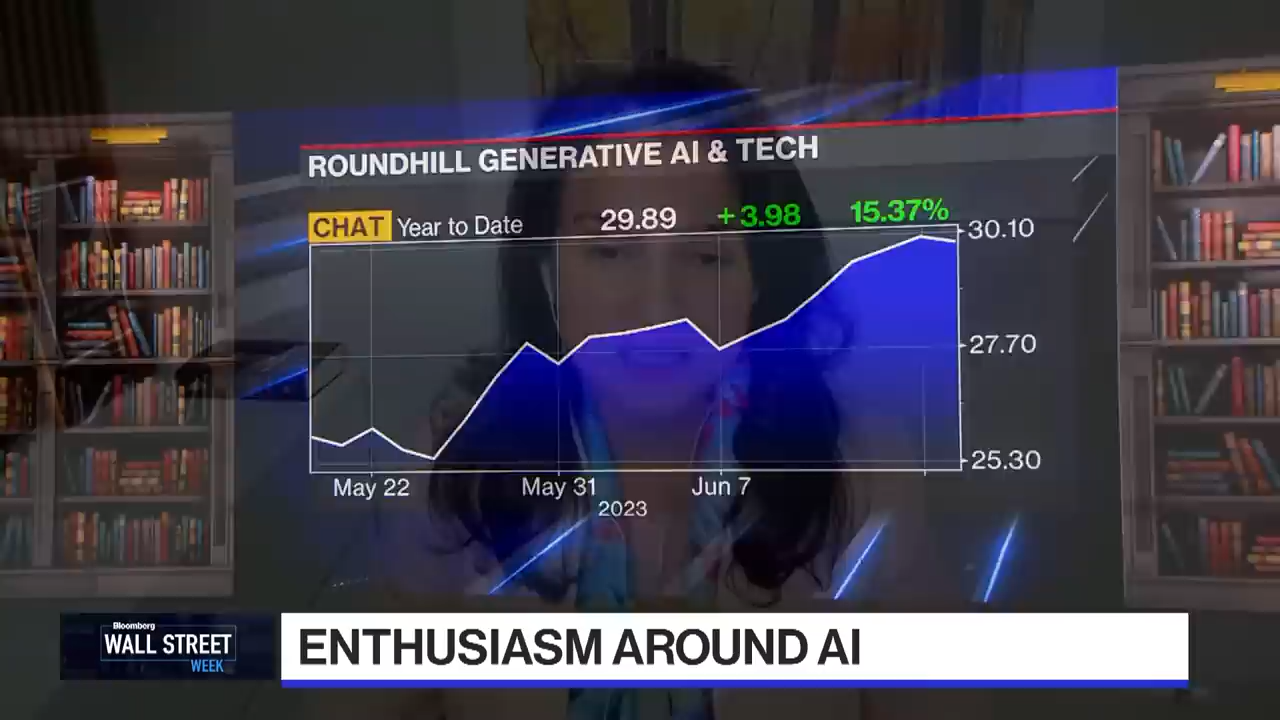 ROUNDHILL GENERATIVE AI & TECH
CHAT Year to Date 29.89 +3.98 15.37%
30.10
27.70
25.30
May 22 May 31 Jun 7
2023
Bloomberg
WALL STREET
WEEK
ENTHUSIASM AROUND AI